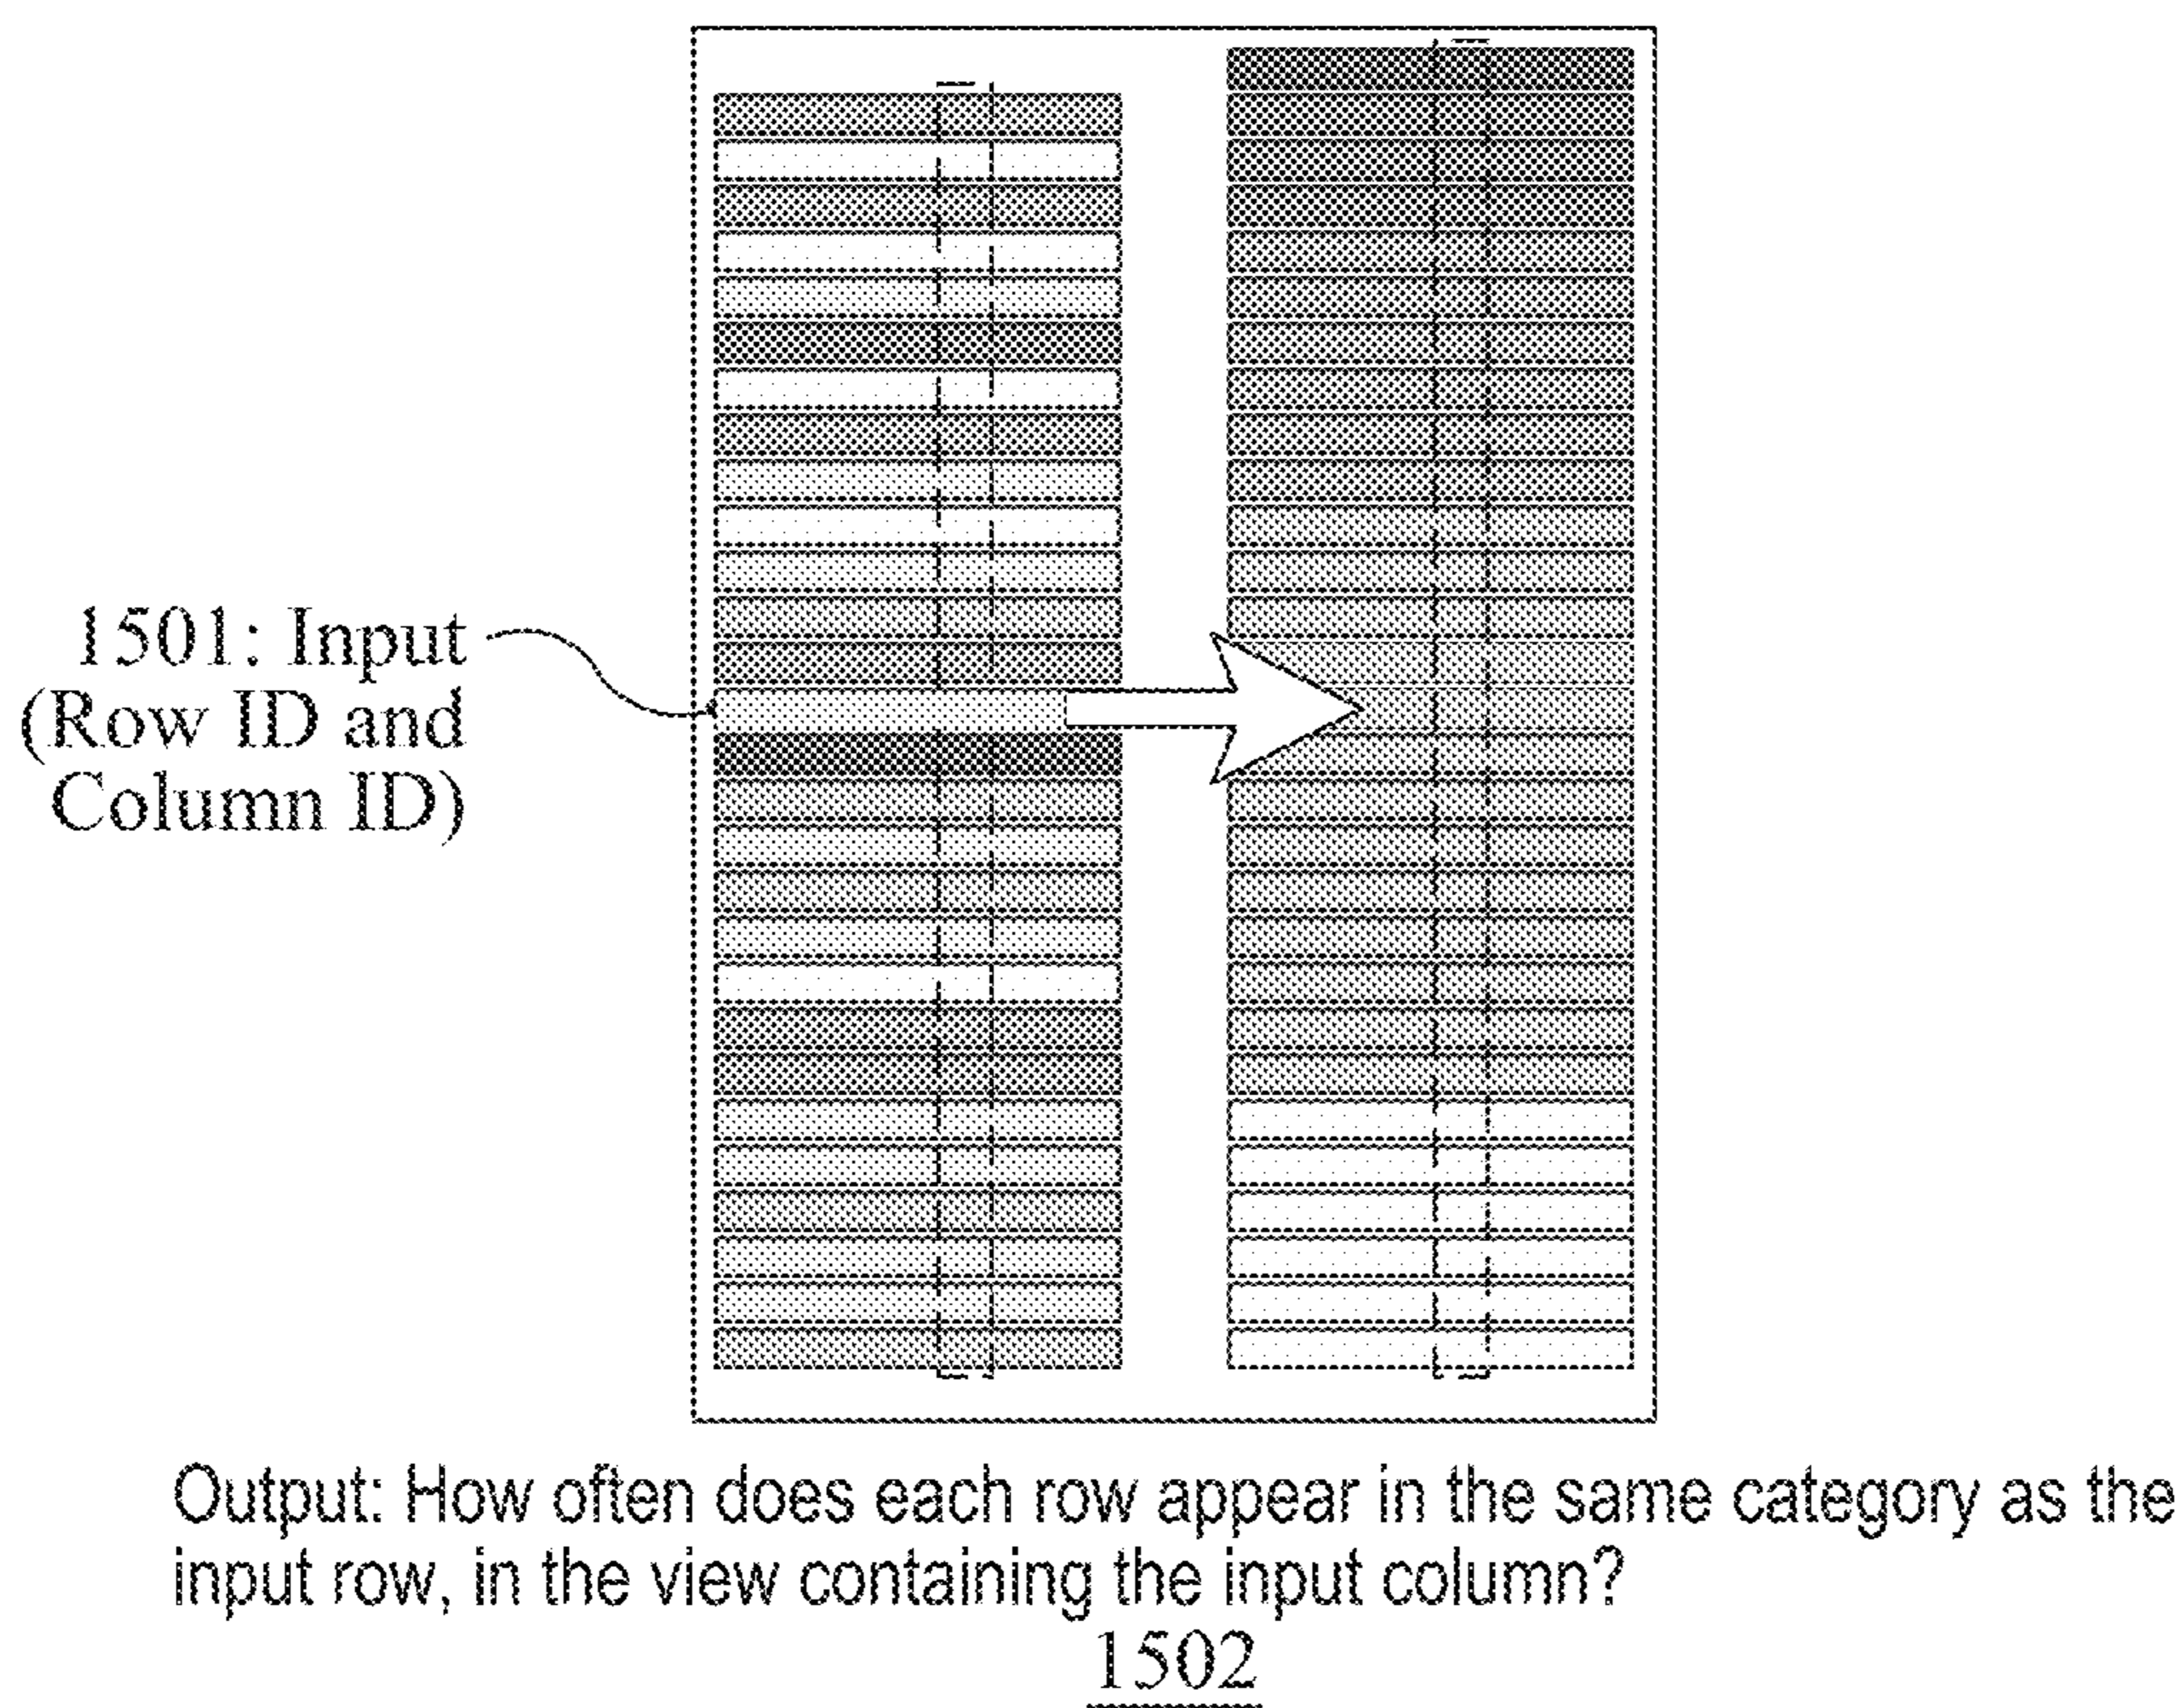 1501: Input
(Row ID and
Column ID)
Output: How often does each row appear in the same category as the
input row, in the view containing the input column?
1502